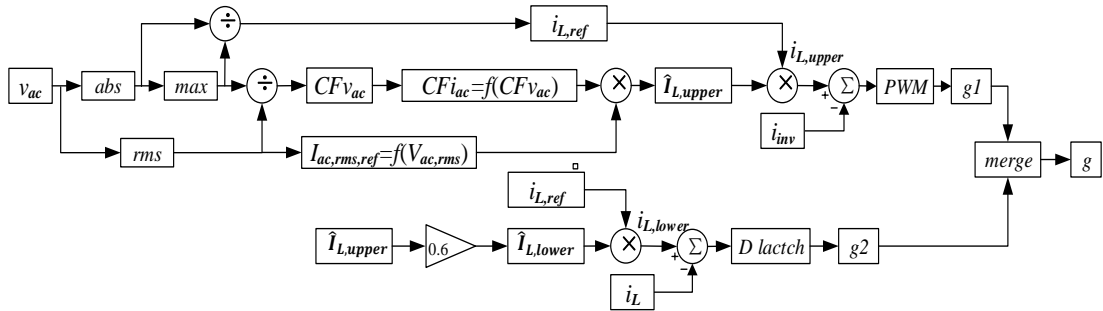 ÷
i_L,ref
i_L,upper
v_ac
abs
max
÷
CFv_ac
CFi_ac=f(CFv_ac)
×
Î_L,upper
×
+
−
Σ
PWM
g1
rms
I_ac,rms,ref=f(V_ac,rms)
i_inv
merge
g
i_L,ref
i_L,lower
Î_L,upper
0.6
Î_L,lower
×
+
−
Σ
D lactch
g2
i_L